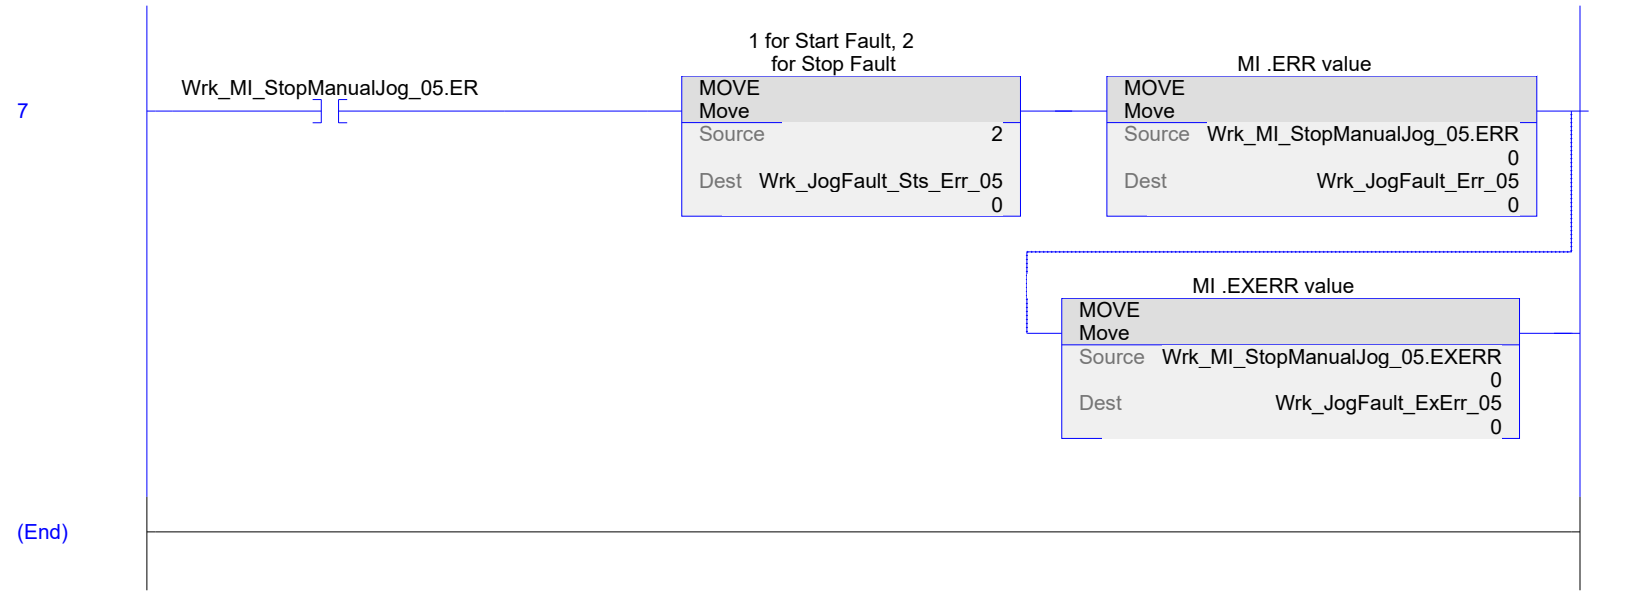 1 for Start Fault, 2
for Stop Fault
MI .ERR value
Wrk_MI_StopManualJog_05.ER
7
MOVE
Move
Source 2
Dest Wrk_JogFault_Sts_Err_05
0
MOVE
Move
Source Wrk_MI_StopManualJog_05.ERR
0
Dest Wrk_JogFault_Err_05
0
MI .EXERR value
MOVE
Move
Source Wrk_MI_StopManualJog_05.EXERR
0
Dest Wrk_JogFault_ExErr_05
0
(End)